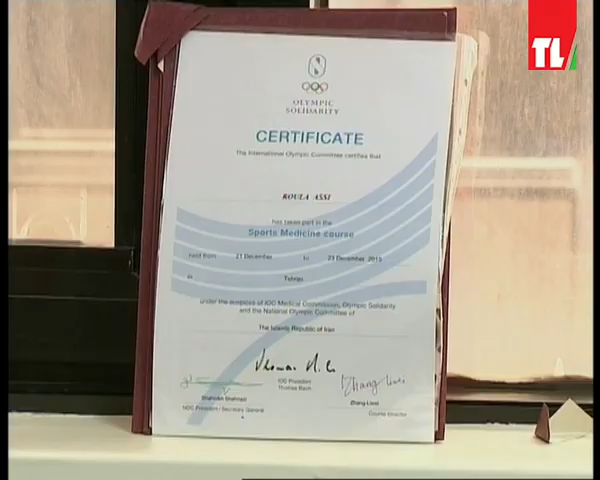 TL
OLYMPIC
SOLIDARITY
CERTIFICATE
The International Olympic Committee certifies that
ROULA ASSI
has taken part in the
Sports Medicine course
held from 21 December to 23 December 2013
in Tehran
under the auspices of IOC Medical Commission, Olympic Solidarity
and the National Olympic Committee of
The Islamic Republic of Iran
IOC President
Thomas Bach
Zhang Liwei
Zhang Liwei
NOC President / Secretary General
Course Director